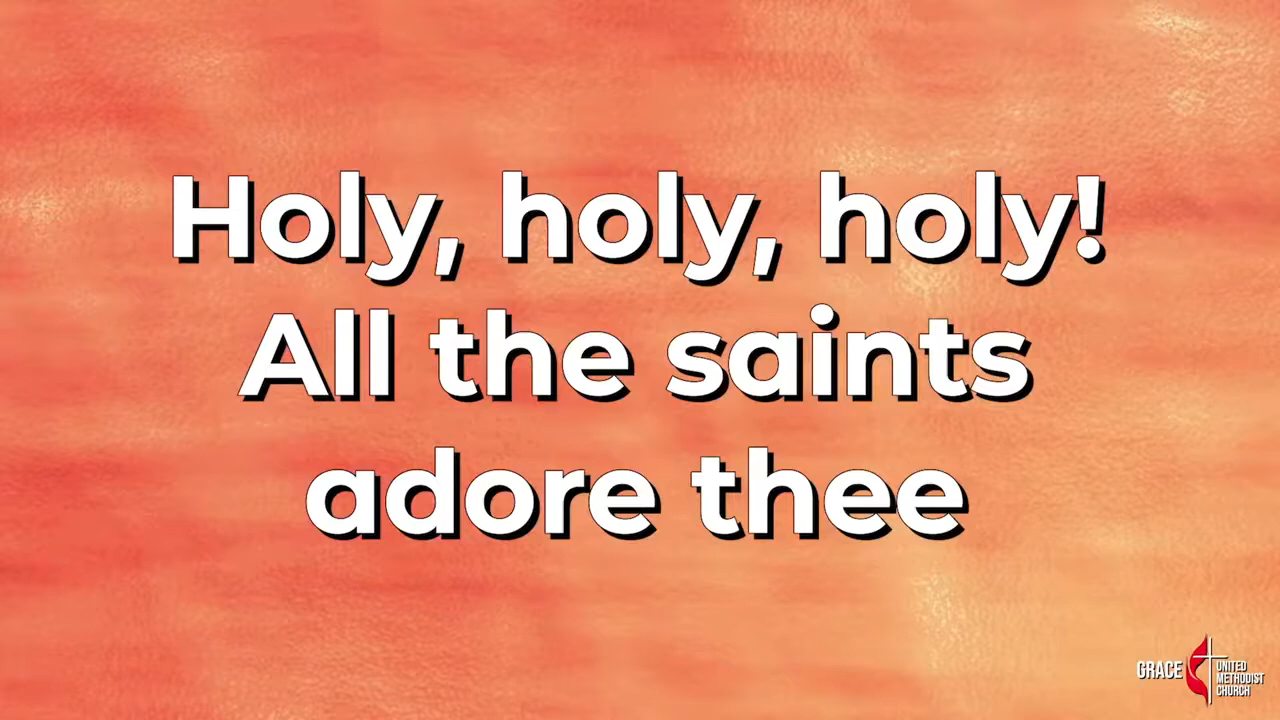 Holy, holy, holy!
All the saints
adore thee
GRACE
UNITED
METHODIST
CHURCH